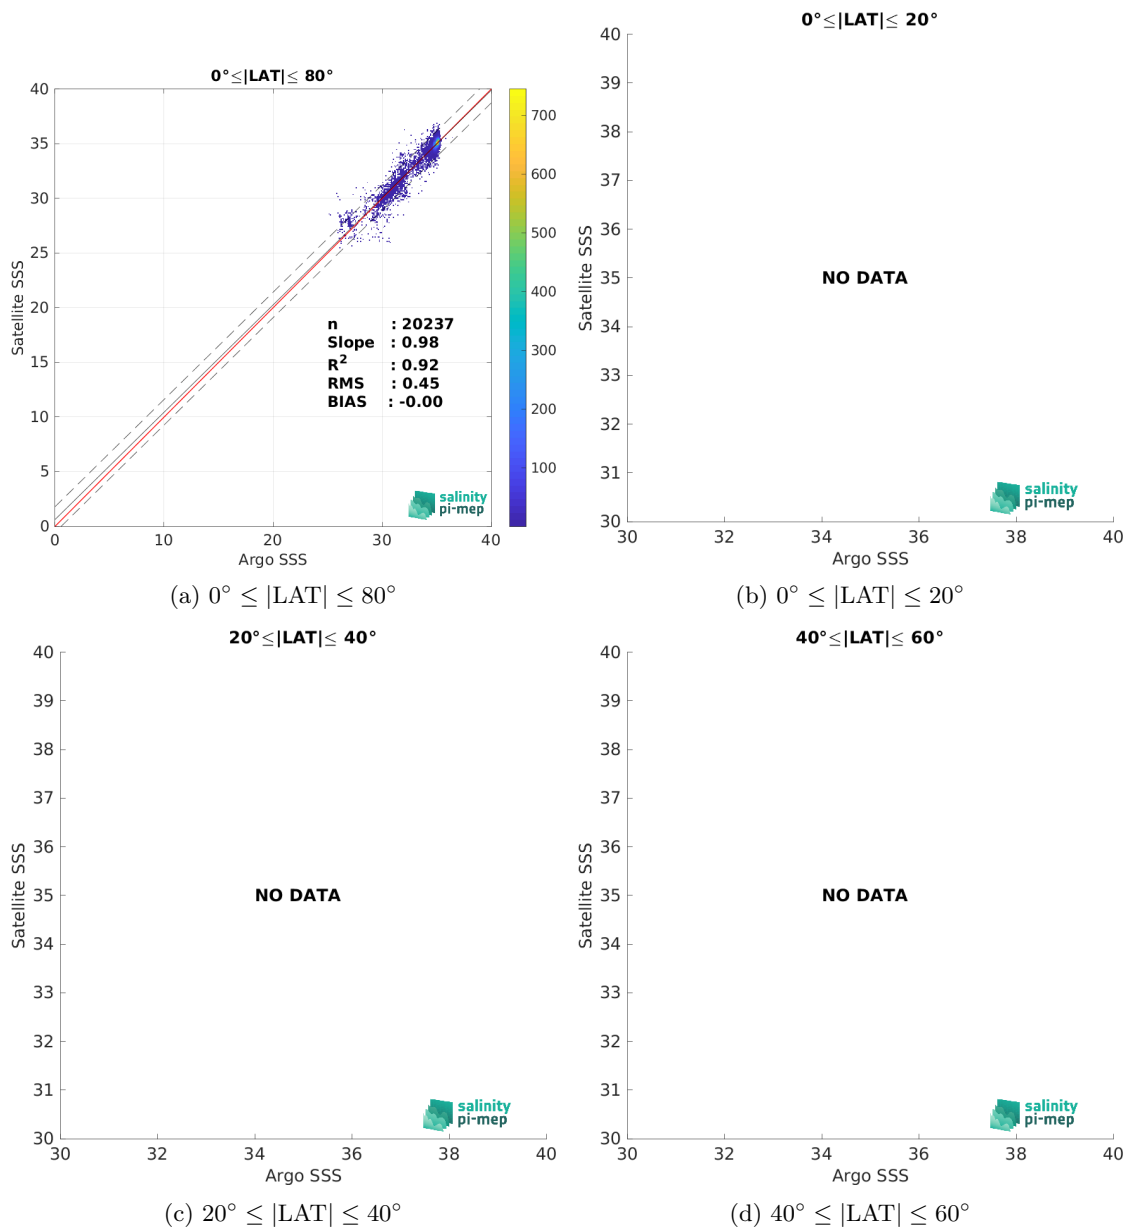 0°≤|LAT|≤ 80°
40
35
30
25
20
15
10
5
0
Satellite SSS
0
10
20
30
40
Argo SSS
700
600
500
400
300
200
100
n : 20237
Slope : 0.98
R² : 0.92
RMS : 0.45
BIAS : -0.00
salinity
pi-mep
(a) 0° ≤ |LAT| ≤ 80°
0°≤|LAT|≤ 20°
40
39
38
37
36
35
34
33
32
31
30
Satellite SSS
NO DATA
salinity
pi-mep
30
32
34
36
38
40
Argo SSS
(b) 0° ≤ |LAT| ≤ 20°
20°≤|LAT|≤ 40°
40
39
38
37
36
35
34
33
32
31
30
Satellite SSS
NO DATA
salinity
pi-mep
30
32
34
36
38
40
Argo SSS
(c) 20° ≤ |LAT| ≤ 40°
40°≤|LAT|≤ 60°
40
39
38
37
36
35
34
33
32
31
30
Satellite SSS
NO DATA
salinity
pi-mep
30
32
34
36
38
40
Argo SSS
(d) 40° ≤ |LAT| ≤ 60°